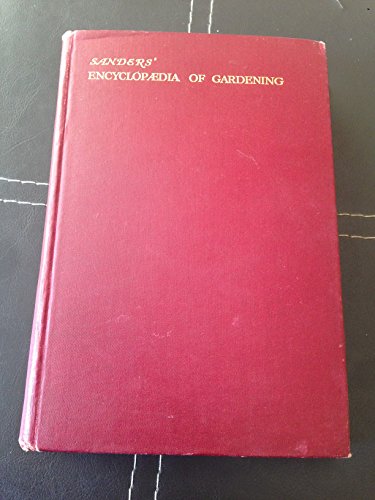 SANDERS'
ENCYCLOPÆDIA OF GARDENING